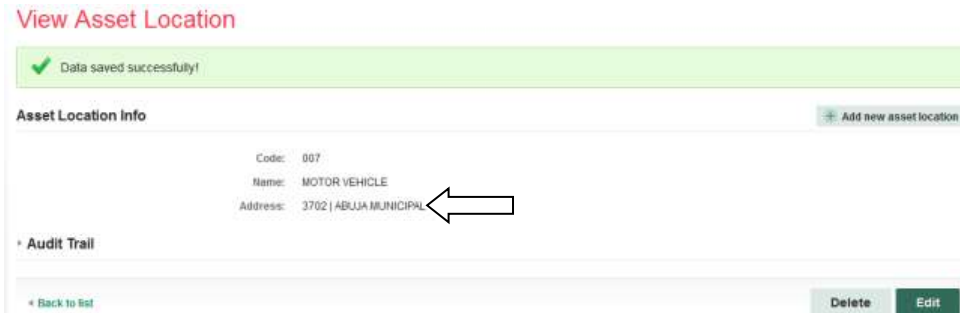 View Asset Location
Data saved successfully!
Asset Location Info
Add new asset location
Code: 007
Name: MOTOR VEHICLE
Address: 3702 | ABUJA MUNICIPAL
Audit Trail
Back to list
Delete Edit